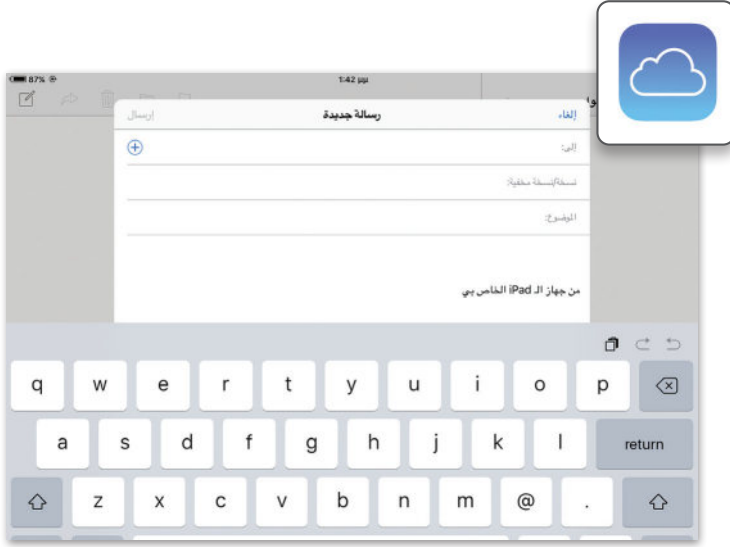 87% 1:42 ص
إلغاء رسالة جديدة إرسال
إلى:
نسخة/نسخة مخفية:
الموضوع:
من جهاز الـ iPad الخاص بي
q w e r t y u i o p
a s d f g h j k l return
z x c v b n m @ .